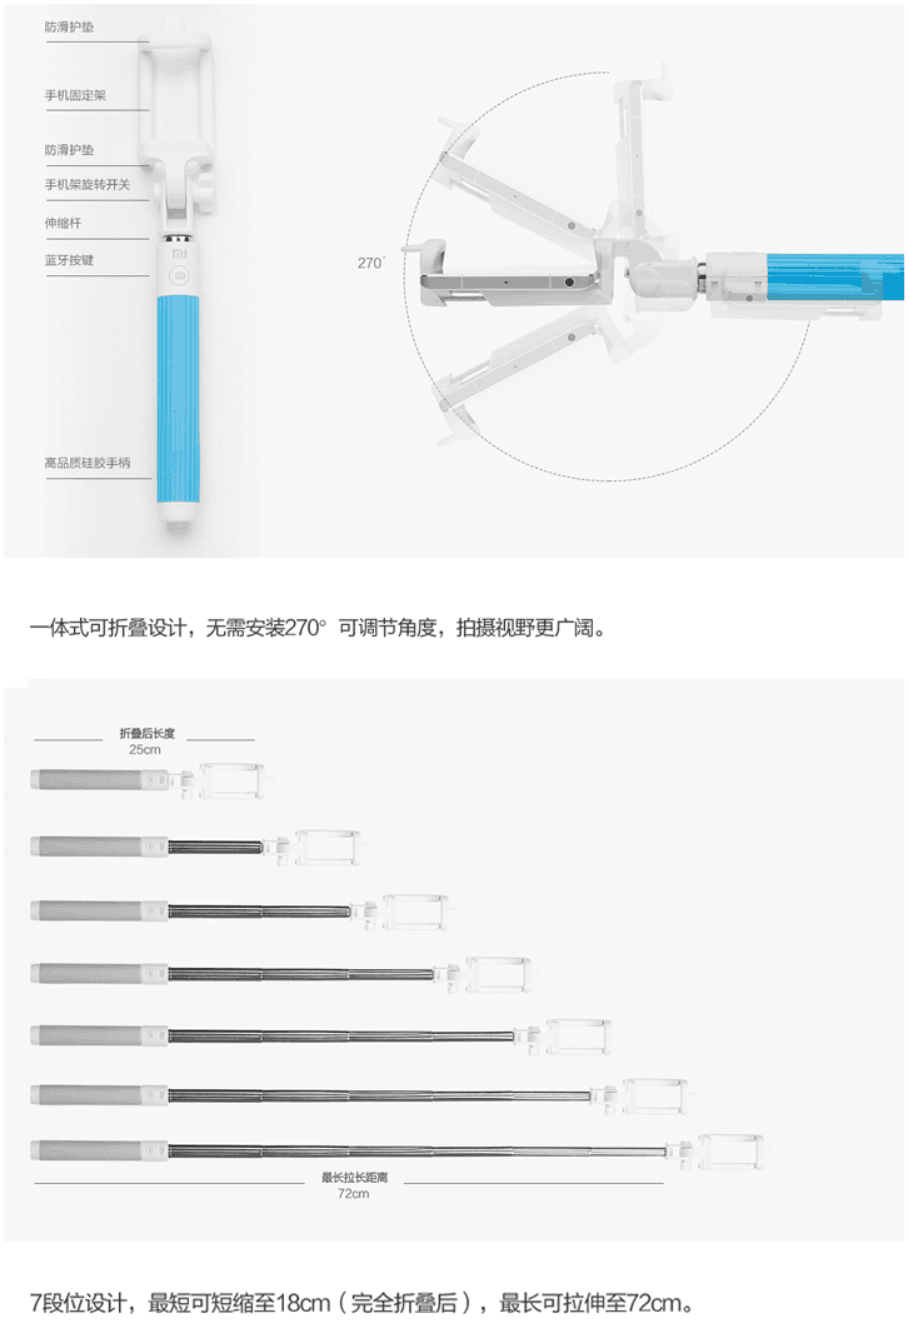 防滑护垫
手机固定架
防滑护垫
手机架旋转开关
伸缩杆
蓝牙按键
mi
高品质硅胶手柄
270°
一体式可折叠设计，无需安装270° 可调节角度，拍摄视野更广阔。
折叠后长度
25cm
最长拉长距离
72cm
7段位设计，最短可短缩至18cm（完全折叠后），最长可拉伸至72cm。